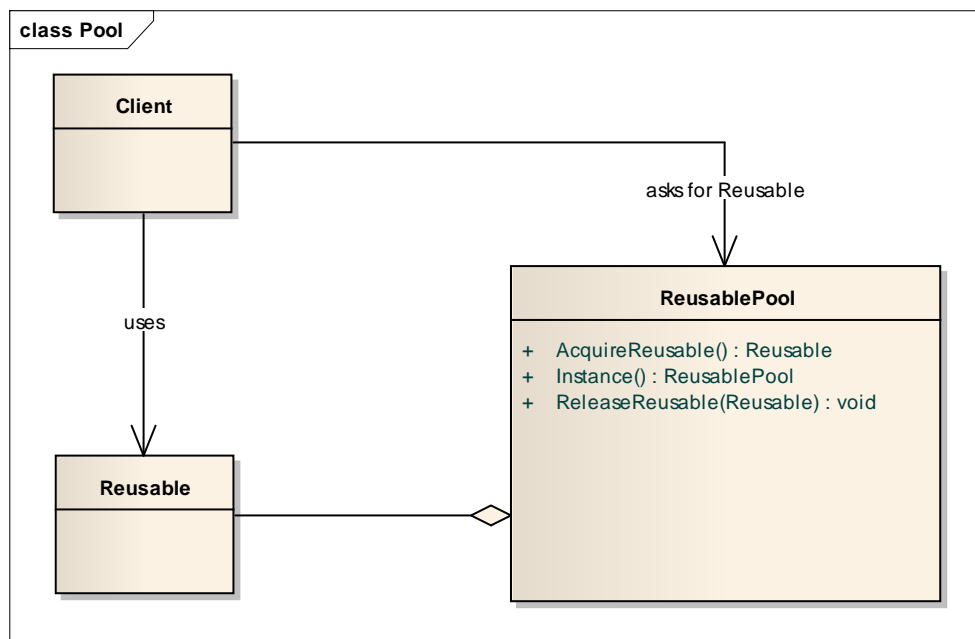 class Pool
Client
asks for Reusable
ReusablePool
+ AcquireReusable() : Reusable
+ Instance() : ReusablePool
+ ReleaseReusable(Reusable) : void
uses
Reusable